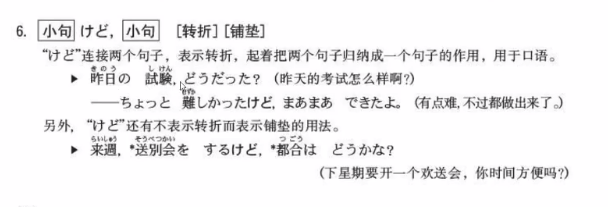 6. 小句 けど，小句 ［转折］［铺垫］
“けど”连接两个句子，表示转折，起着把两个句子归纳成一个句子的作用，用于口语。
▶ 昨日の 試験，どうだった？（昨天的考试怎么样啊?）
——ちょっと 難しかったけど，まあまあ できたよ。（有点难,不过都做出来了。）
另外，“けど”还有不表示转折而表示铺垫的用法。
▶ 来週，*送別会を するけど，*都合は どうかな？
（下星期要开一个欢送会，你时间方便吗?）